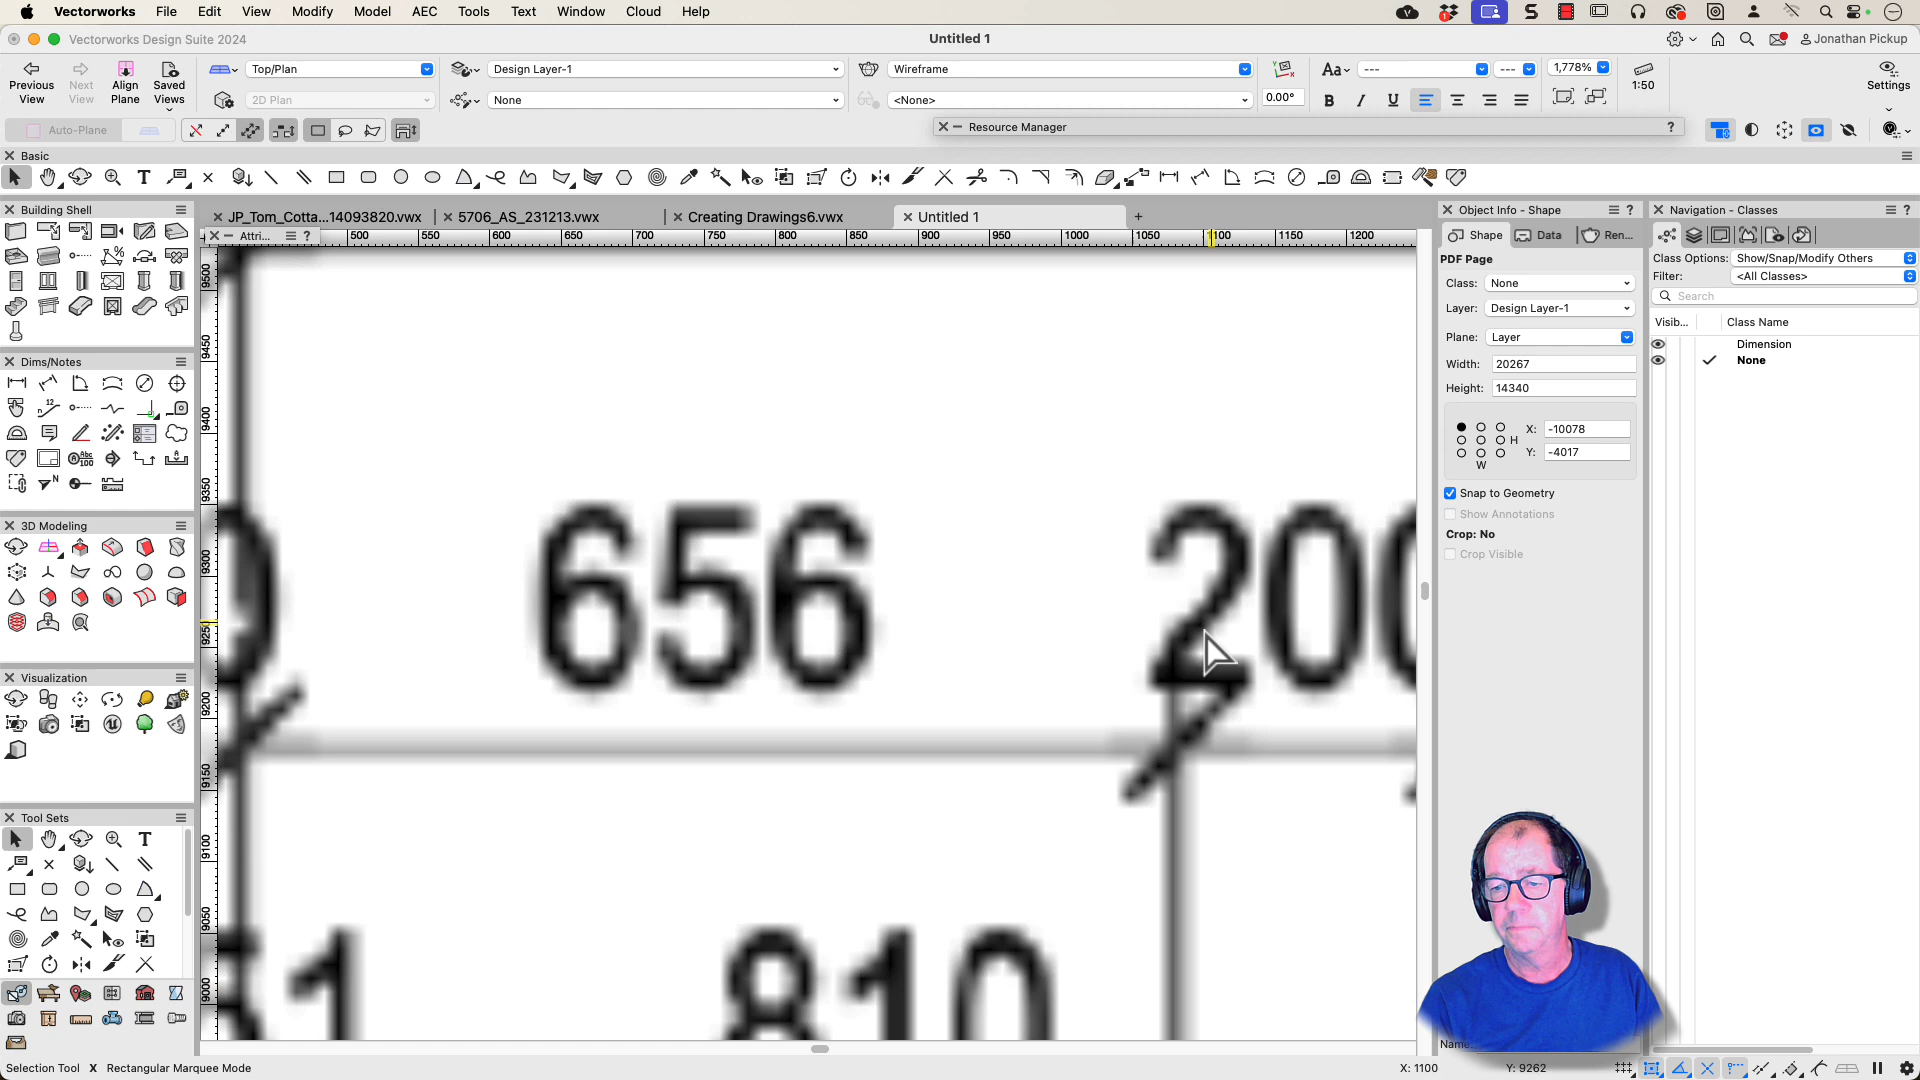 Vectorworks File Edit View Modify Model AEC Tools Text Window Cloud Help
Vectorworks Design Suite 2024
Untitled 1
Jonathan Pickup
Previous View
Next View
Align Plane
Saved Views
Top/Plan
2D Plan
Design Layer-1
None
Wireframe
<None>
0.00°
Aa
---
---
1,778%
B I U
1:50
Settings
Auto-Plane
Resource Manager
?
Basic
Building Shell
JP_Tom_Cotta...14093820.vwx
5706_AS_231213.vwx
Creating Drawings6.vwx
Untitled 1
+
Attri...
?
500 550 600 650 700 750 800 850 900 950 1000 1050 1100 1150 1200
9500
9450
9400
9350
9300
9250
9200
9150
9100
9050
9000
656
200
1
810
Dims/Notes
3D Modeling
Visualization
Tool Sets
Object Info - Shape
?
Shape
Data
Ren...
PDF Page
Class: None
Layer: Design Layer-1
Plane: Layer
Width: 20267
Height: 14340
H
W
X: -10078
Y: -4017
Snap to Geometry
Show Annotations
Crop: No
Crop Visible
Name:
Navigation - Classes
?
Class Options: Show/Snap/Modify Others
Filter: <All Classes>
Search
Visib...
Class Name
Dimension
None
Selection Tool X Rectangular Marquee Mode
X: 1100
Y: 9262